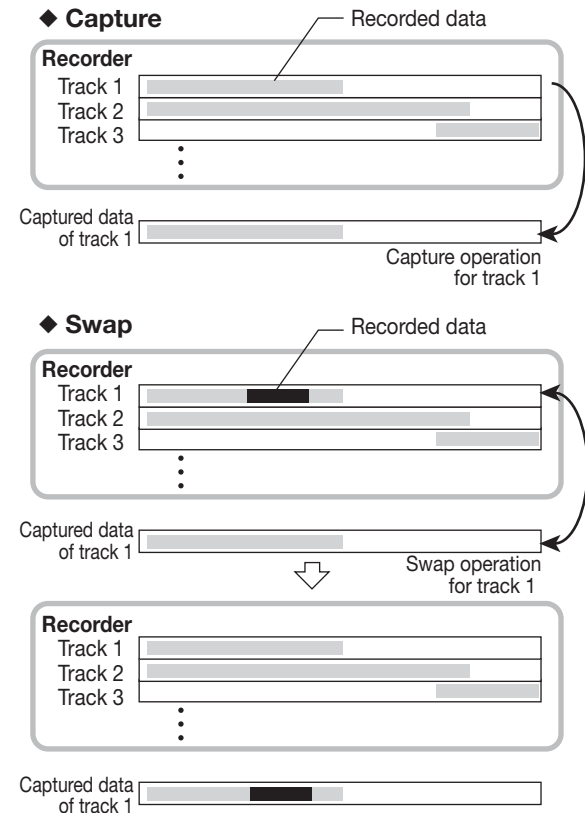 ◆ Capture
Recorded data
Recorder
Track 1
Track 2
Track 3
Captured data
of track 1
Capture operation
for track 1
◆ Swap
Recorded data
Recorder
Track 1
Track 2
Track 3
Captured data
of track 1
Swap operation
for track 1
Recorder
Track 1
Track 2
Track 3
Captured data
of track 1